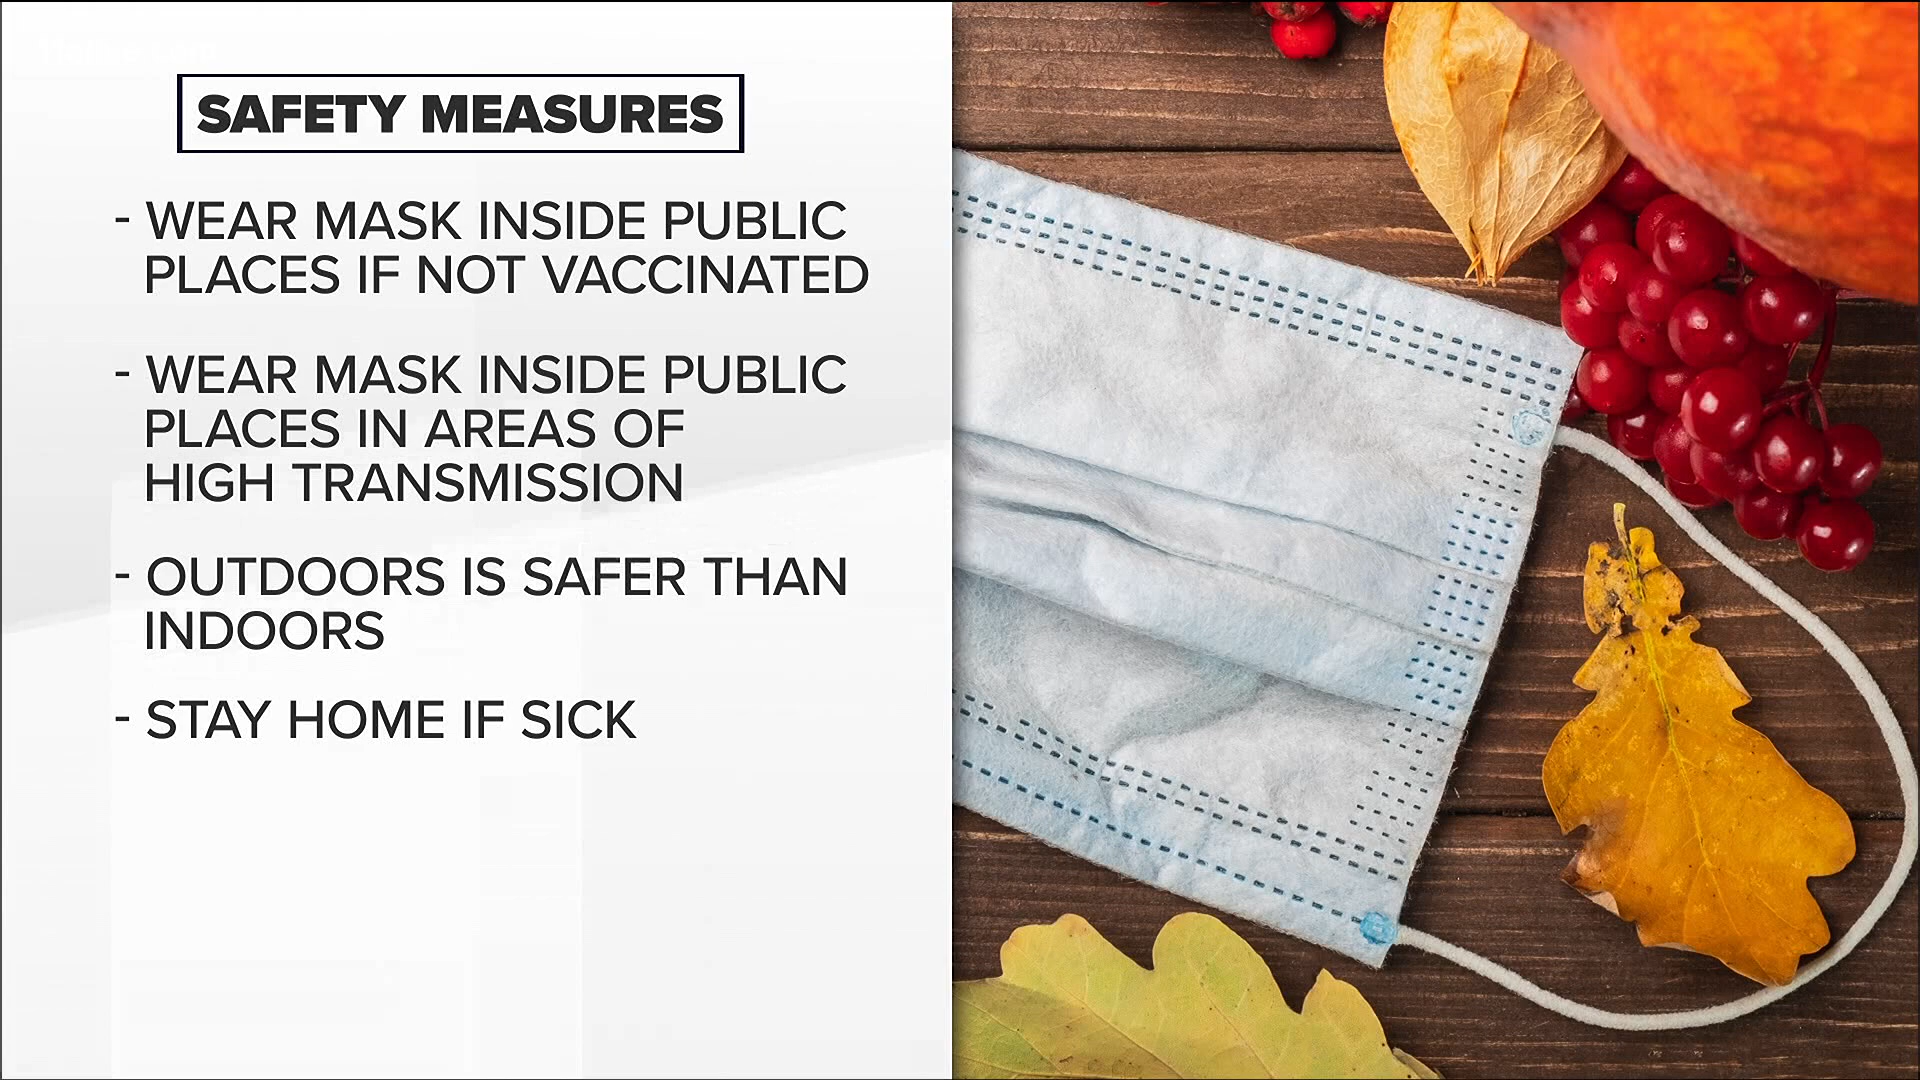 SAFETY MEASURES
- WEAR MASK INSIDE PUBLIC
PLACES IF NOT VACCINATED
- WEAR MASK INSIDE PUBLIC
PLACES IN AREAS OF
HIGH TRANSMISSION
- OUTDOORS IS SAFER THAN
INDOORS
- STAY HOME IF SICK